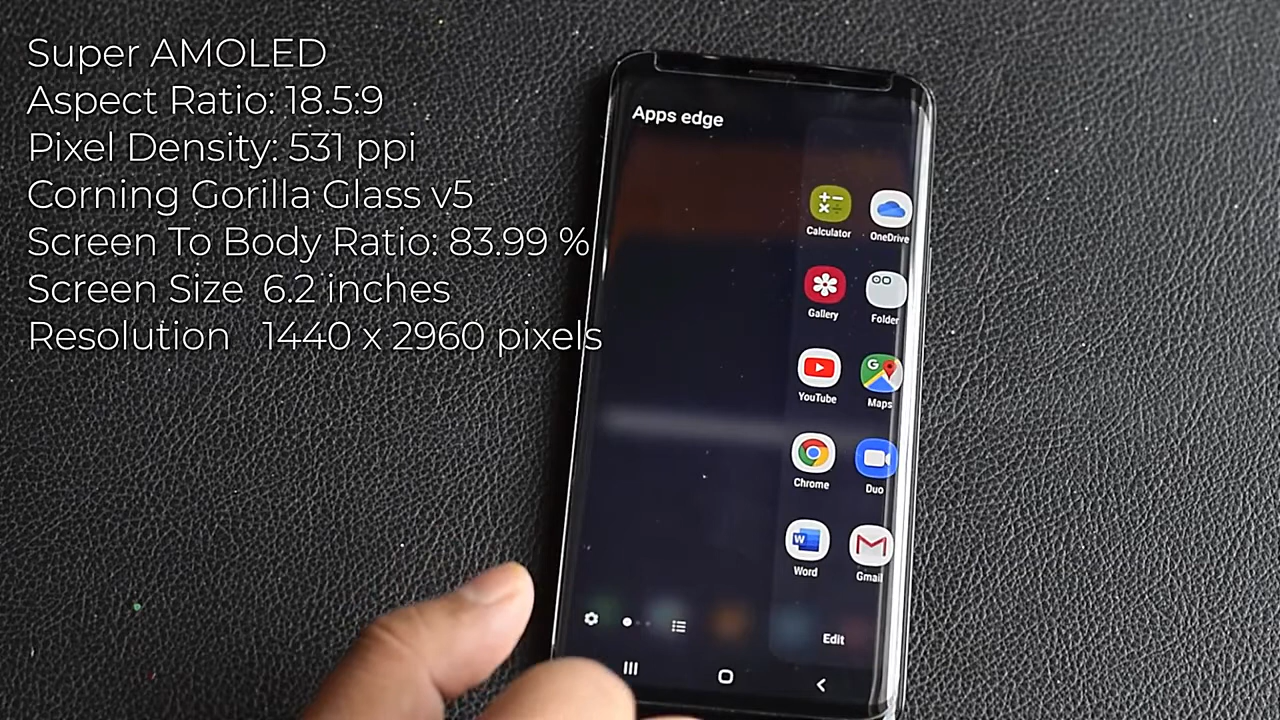 Super AMOLED
Aspect Ratio: 18.5:9
Pixel Density: 531 ppi
Corning Gorilla Glass v5
Screen To Body Ratio: 83.99 %
Screen Size 6.2 inches
Resolution 1440 x 2960 pixels
Apps edge
Calculator OneDrive
Gallery Folder
YouTube Maps
Chrome Duo
W
Word Gmail
Edit